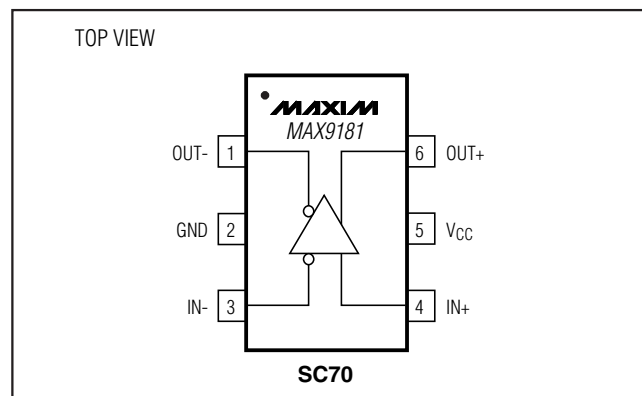 TOP VIEW
MAXIM
MAX9181
OUT- 1 6 OUT+
GND 2 5 VCC
IN- 3 4 IN+
SC70